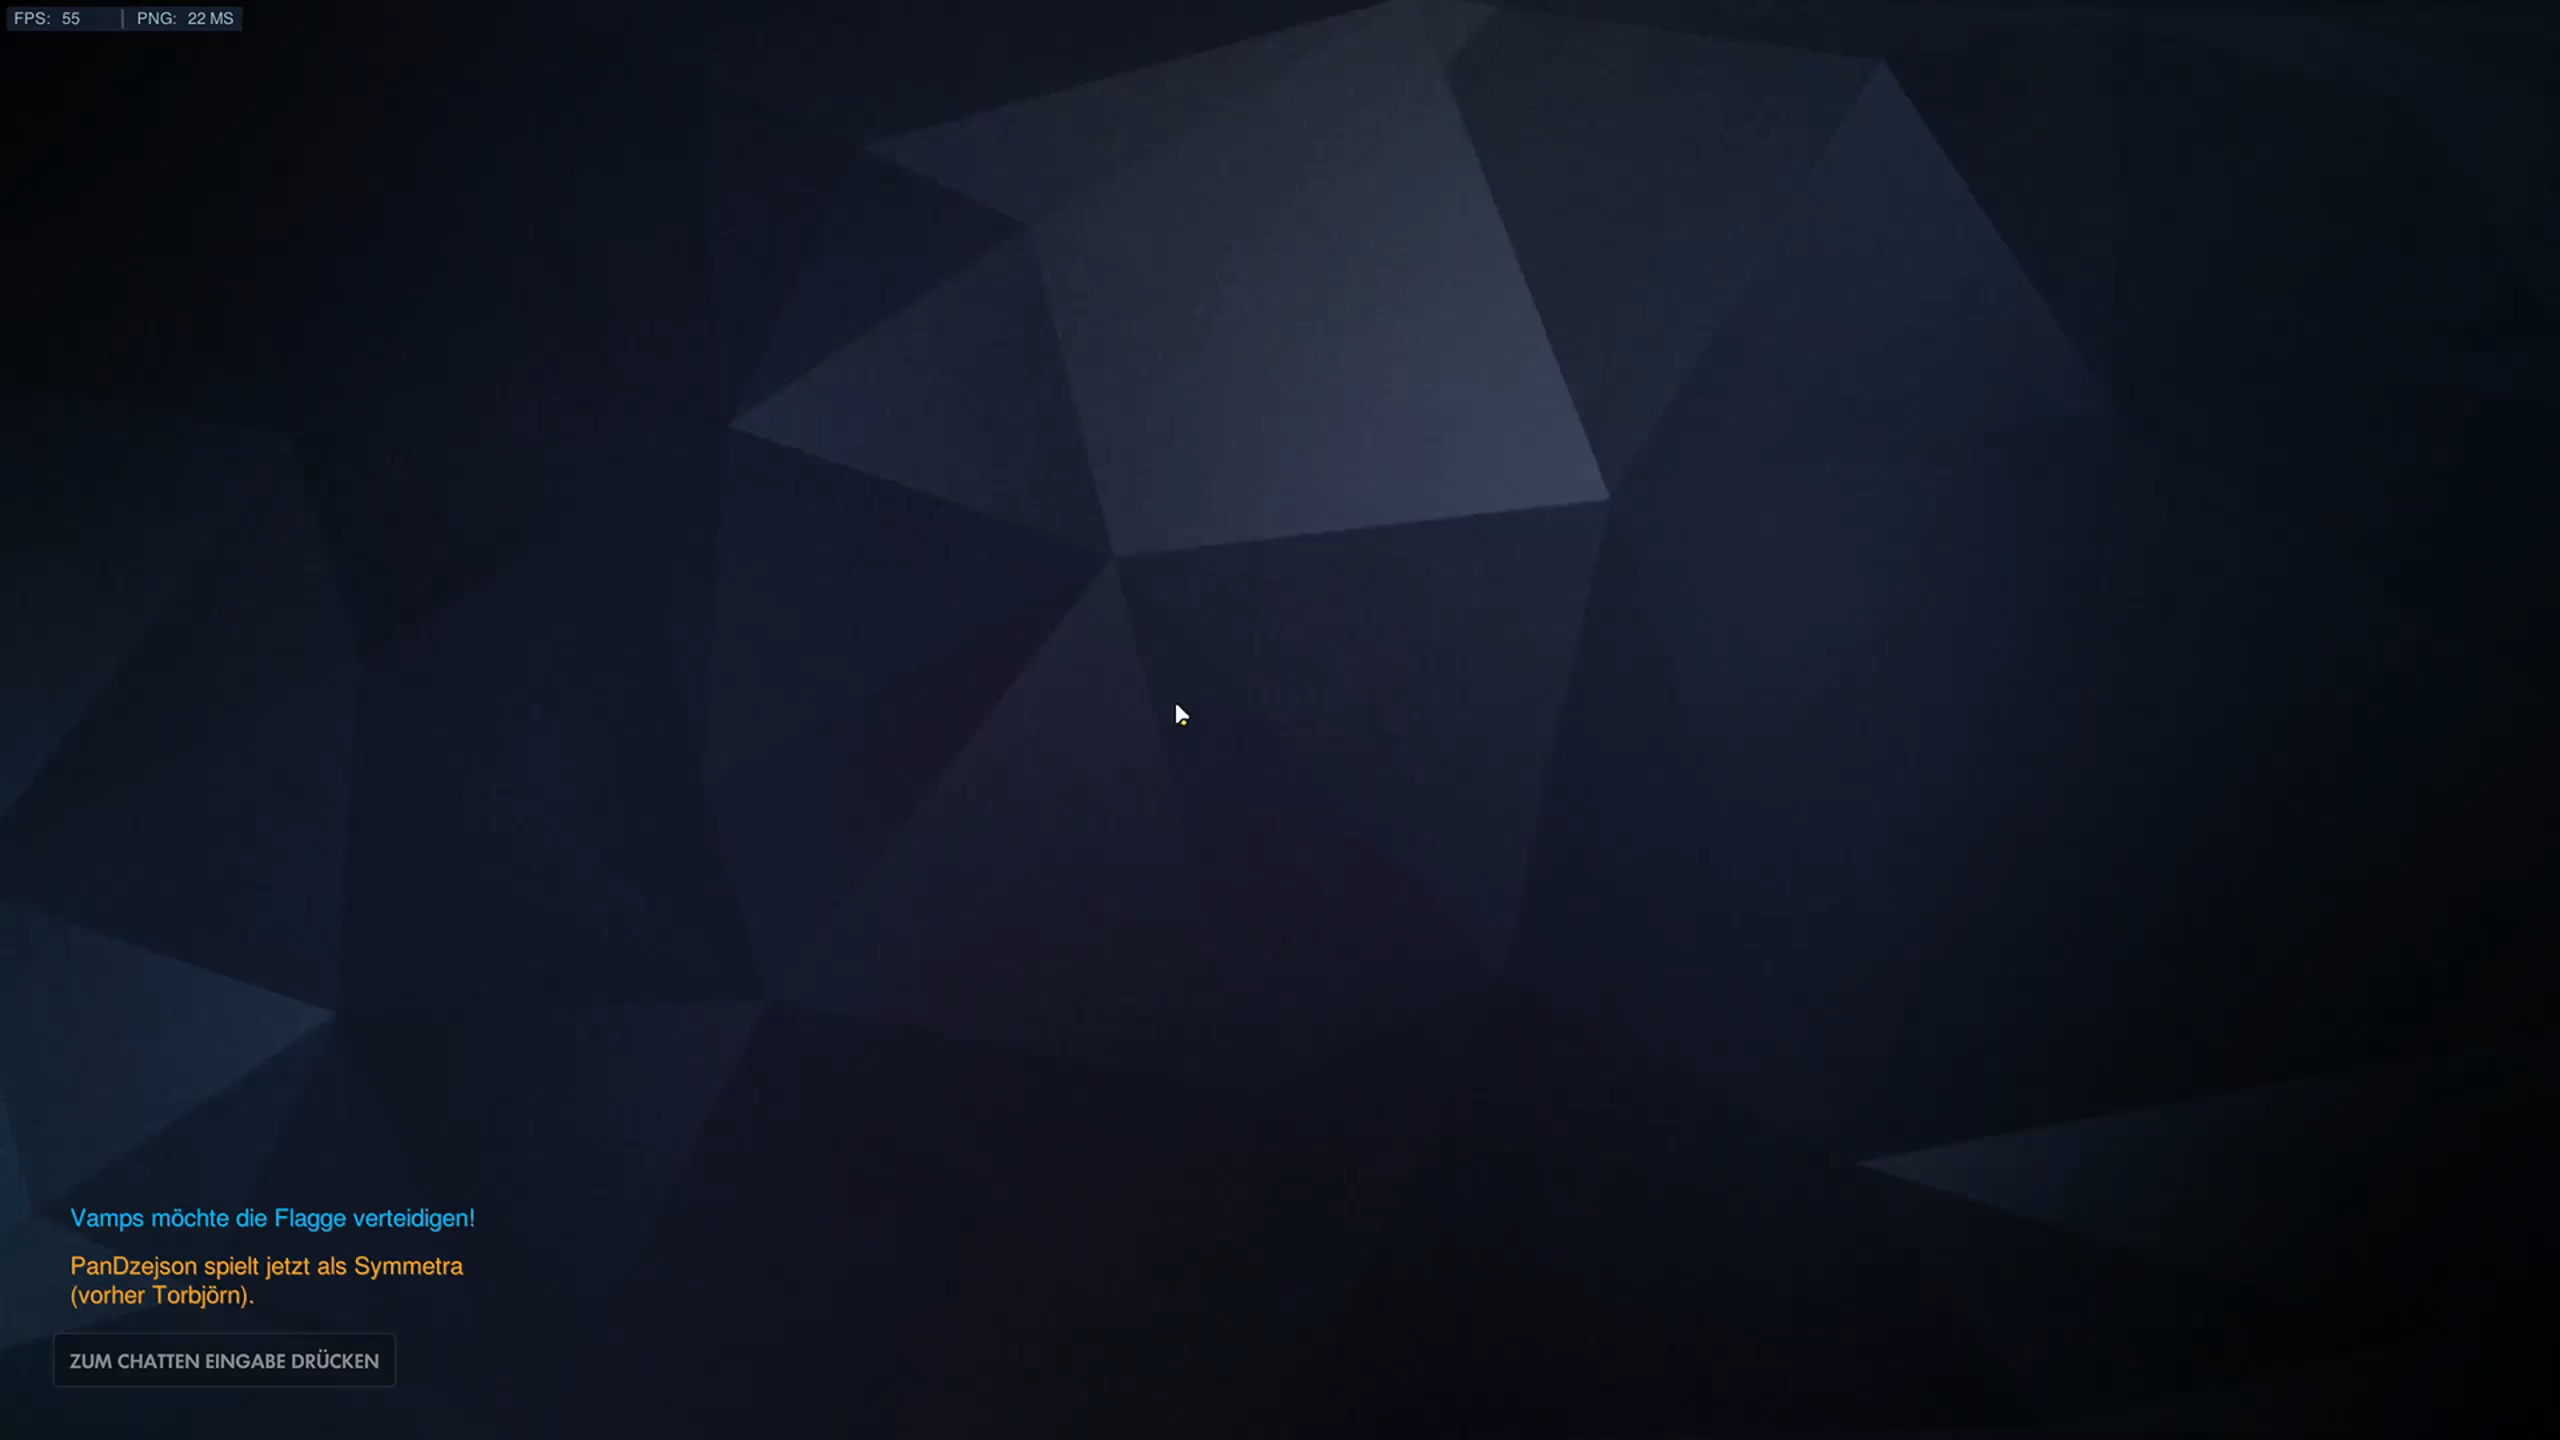 FPS: 55 | PNG: 22 MS
Vamps möchte die Flagge verteidigen!
PanDzejson spielt jetzt als Symmetra
(vorher Torbjörn).
ZUM CHATTEN EINGABE DRÜCKEN